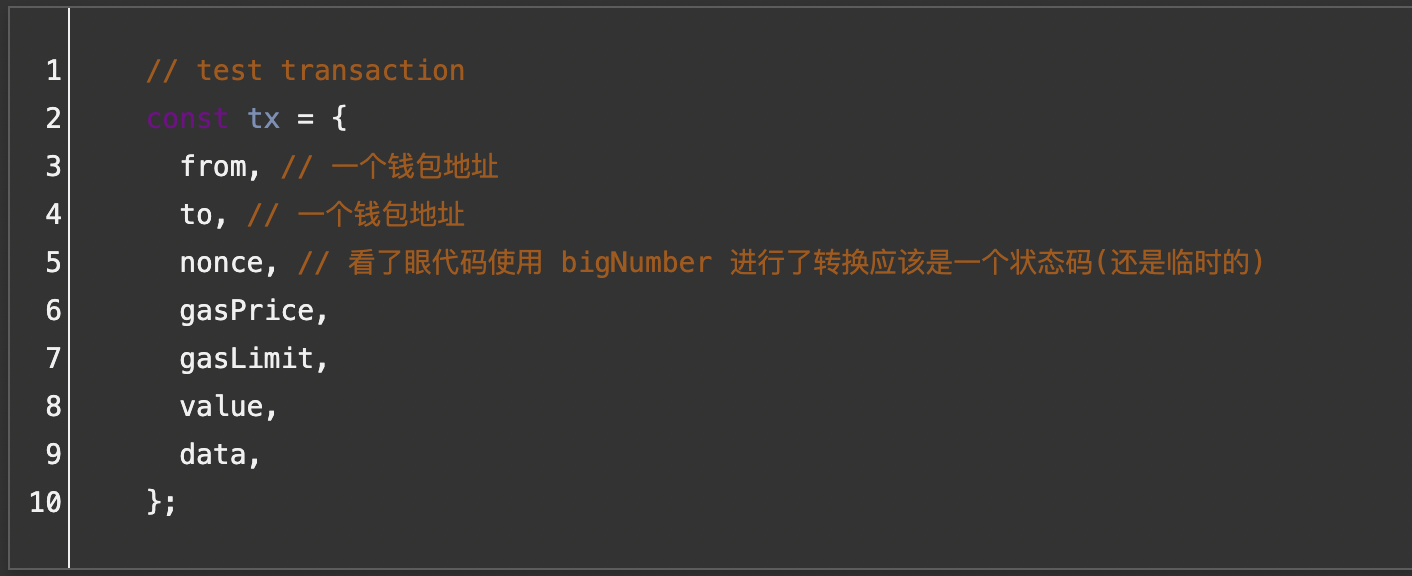 1 // test transaction
2 const tx = {
3 from, // 一个钱包地址
4 to, // 一个钱包地址
5 nonce, // 看了眼代码使用 bigNumber 进行了转换应该是一个状态码(还是临时的)
6 gasPrice,
7 gasLimit,
8 value,
9 data,
10 };